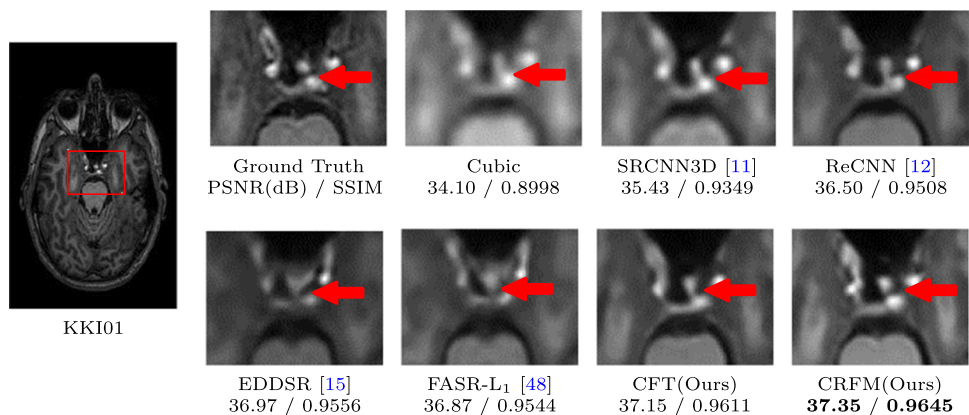 Ground Truth
PSNR(dB) / SSIM
Cubic
34.10 / 0.8998
SRCNN3D [11]
35.43 / 0.9349
ReCNN [12]
36.50 / 0.9508
KKI01
EDDSR [15]
36.97 / 0.9556
FASR-L₁ [48]
36.87 / 0.9544
CFT(Ours)
37.15 / 0.9611
CRFM(Ours)
37.35 / 0.9645